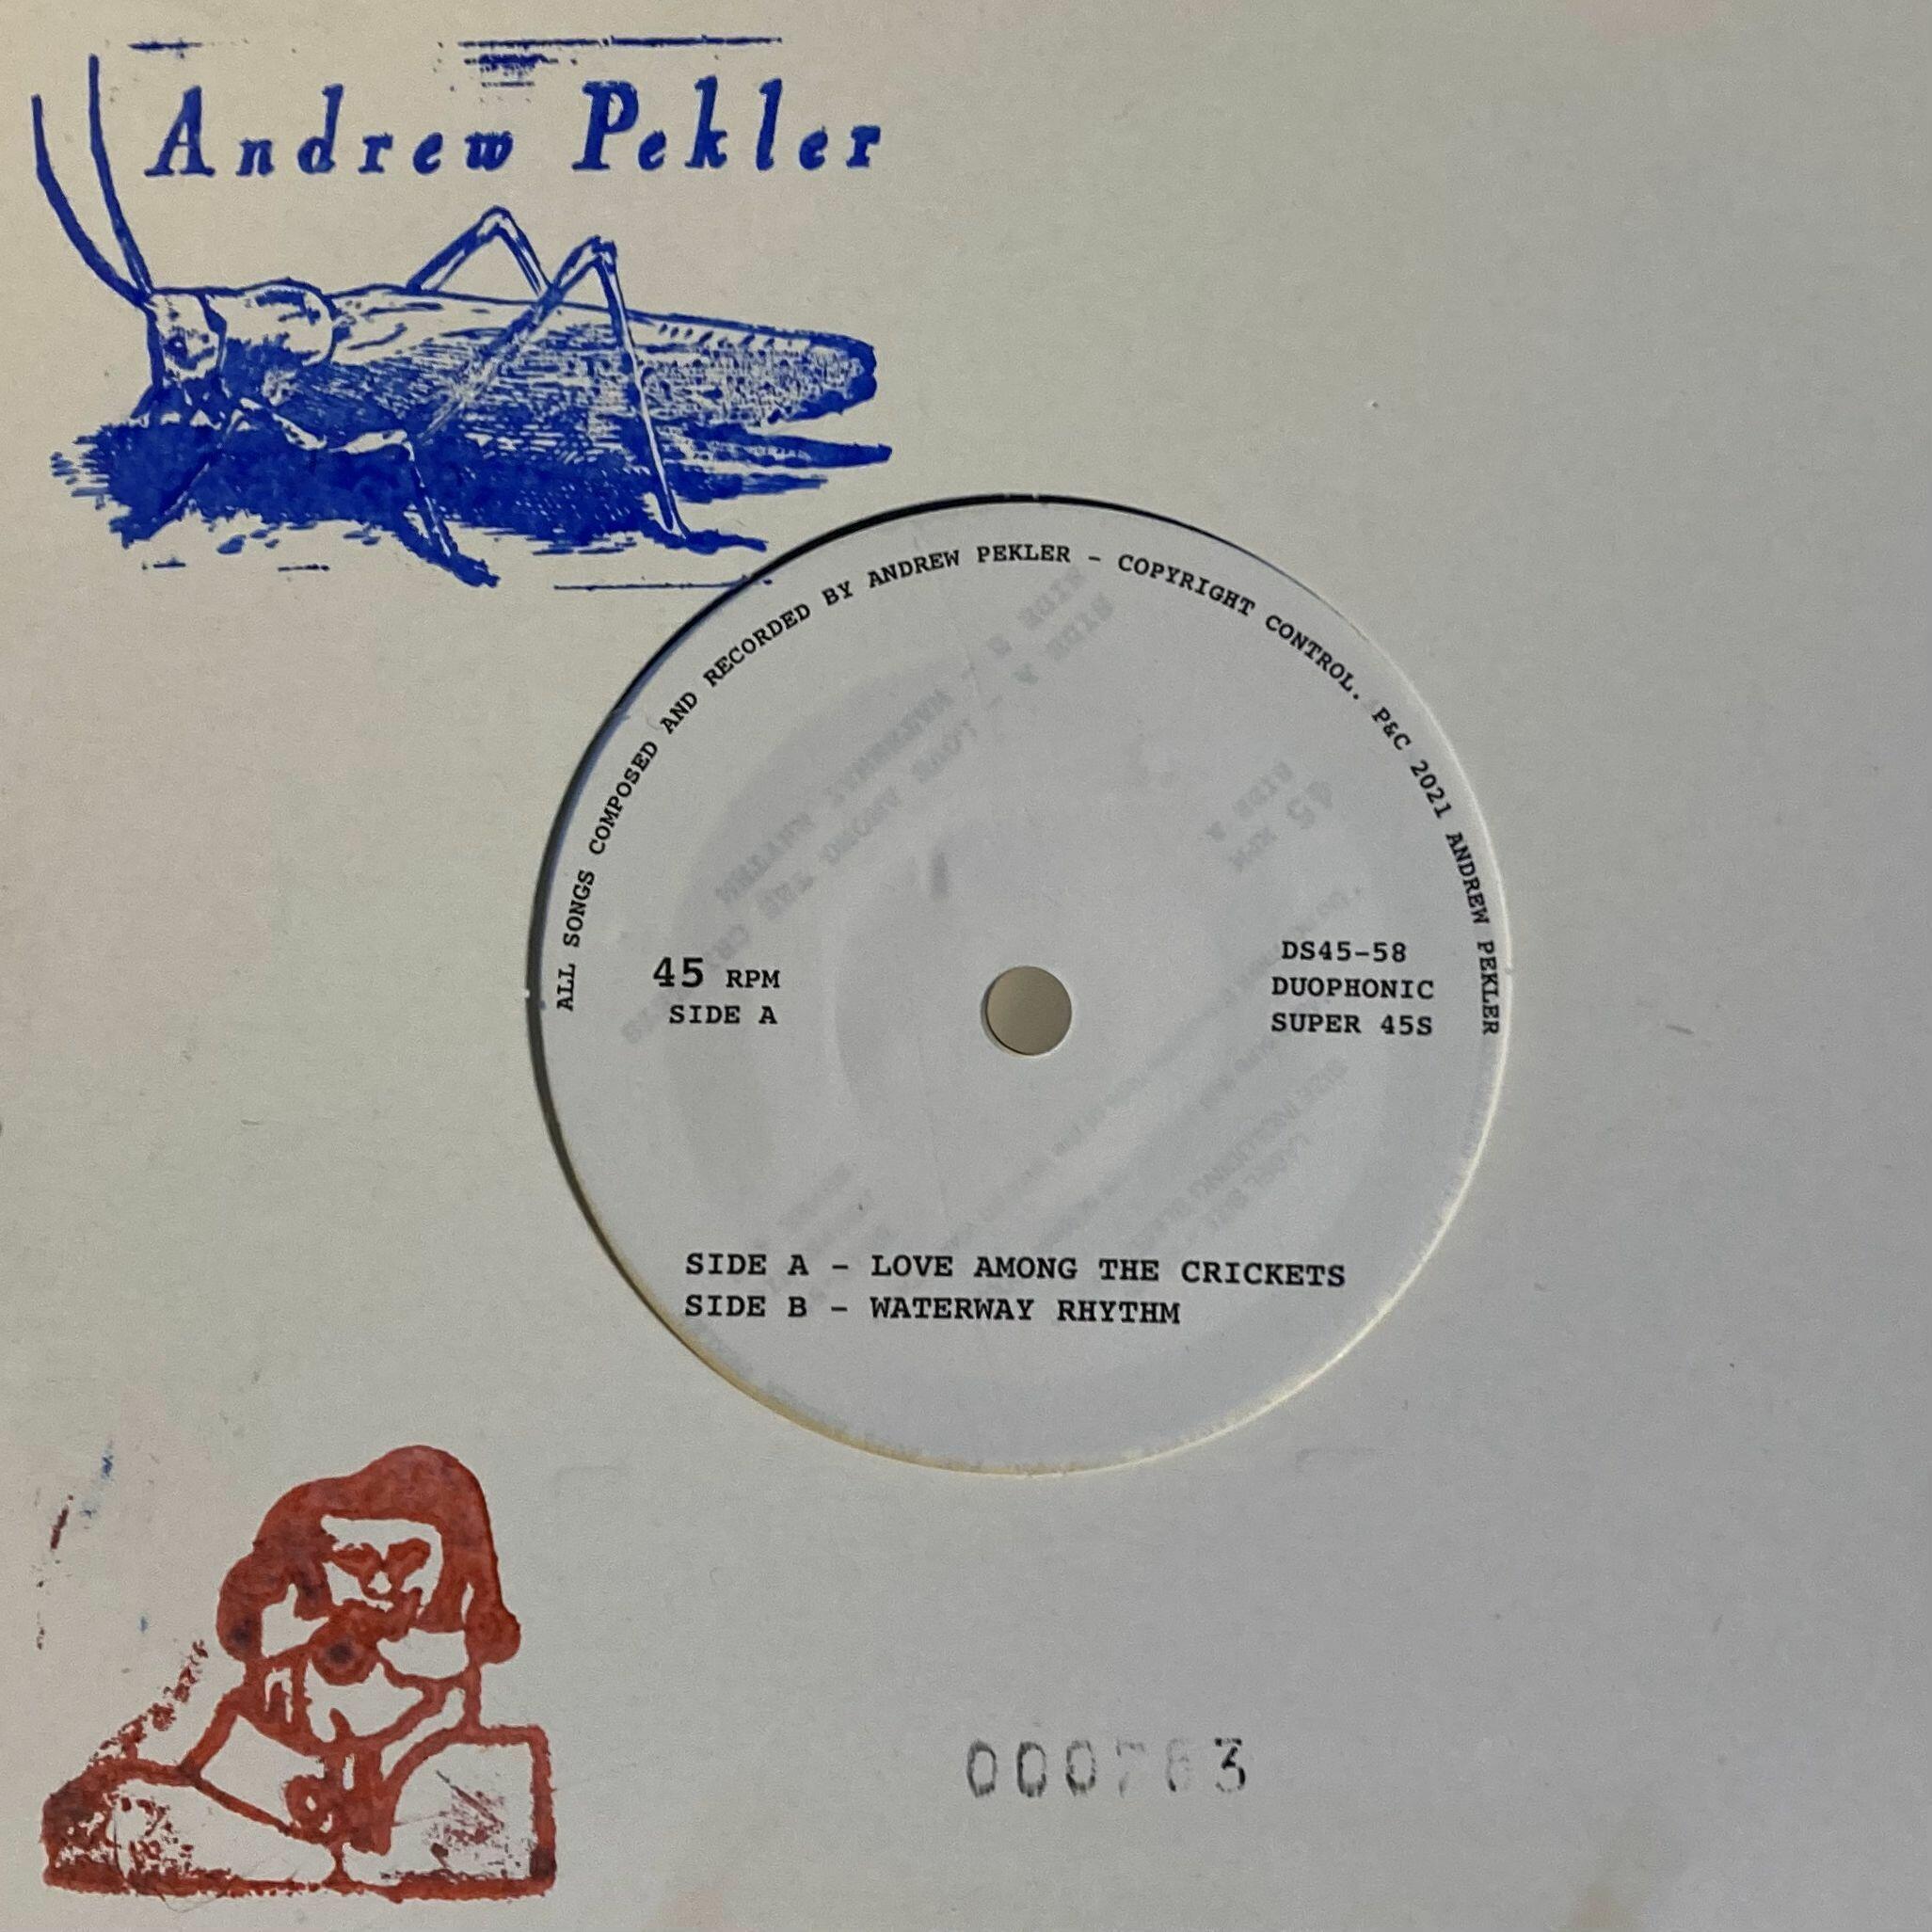 Andrew Pekler
ALL SONGS COMPOSED AND RECORDED BY ANDREW PEKLER – COPYRIGHT CONTROL. P&C 2021 ANDREW PEKLER
45 RPM
SIDE A
DS45-58
DUOPHONIC
SUPER 45S
SIDE A – LOVE AMONG THE CRICKETS
SIDE B – WATERWAY RHYTHM